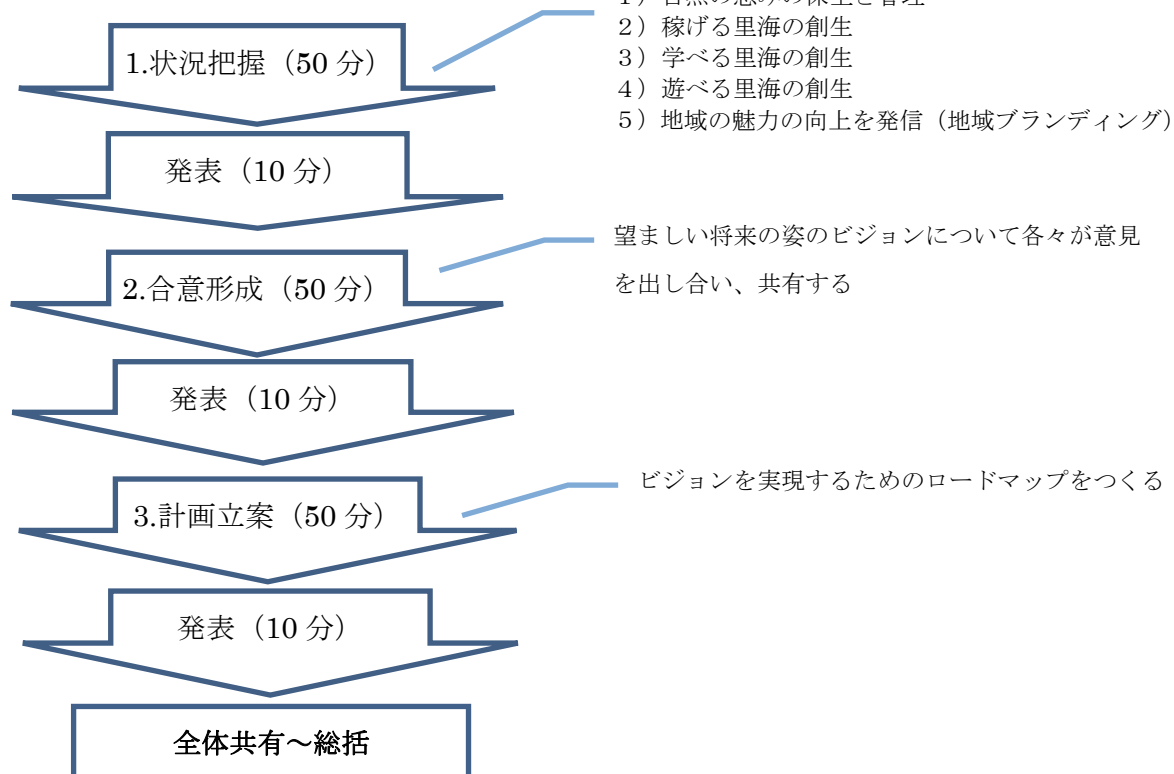 2）稼げる里海の創生
1.状況把握（50 分）
3）学べる里海の創生
4）遊べる里海の創生
5）地域の魅力の向上を発信（地域ブランディング）
発表（10 分）
望ましい将来の姿のビジョンについて各々が意見
を出し合い、共有する
2.合意形成（50 分）
発表（10 分）
ビジョンを実現するためのロードマップをつくる
3.計画立案（50 分）
発表（10 分）
全体共有～総括